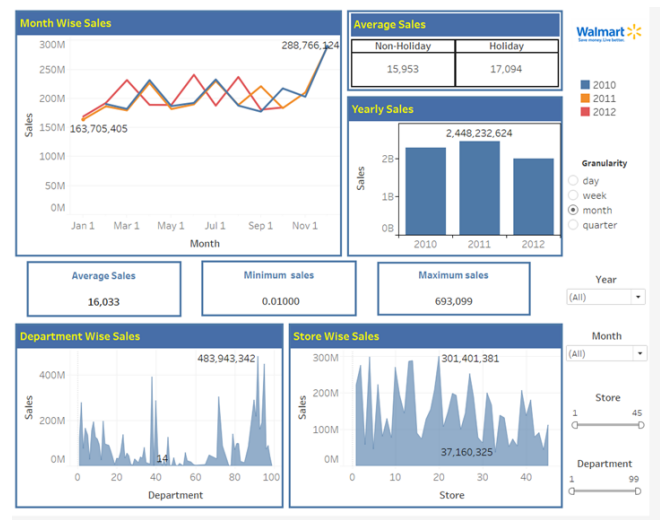 Month Wise Sales
300M
250M
200M
150M
100M
50M
0M
Sales
288,766,124
163,705,405
Jan 1 Mar 1 May 1 Jul 1 Sep 1 Nov 1
Month
Average Sales
Non-Holiday Holiday
15,953 17,094
Yearly Sales
2,448,232,624
2B
1B
0B
Sales
2010 2011 2012
Walmart
Save money. Live better.
2010
2011
2012
Granularity
day
week
month
quarter
Average Sales
16,033
Minimum sales
0.01000
Maximum sales
693,099
Year
(All)
Month
(All)
Store
1 45
Department
1 99
Department Wise Sales
483,943,342
400M
200M
0M
Sales
14
0 20 40 60 80 100
Department
Store Wise Sales
301,401,381
300M
200M
100M
0M
Sales
37,160,325
0 10 20 30 40
Store